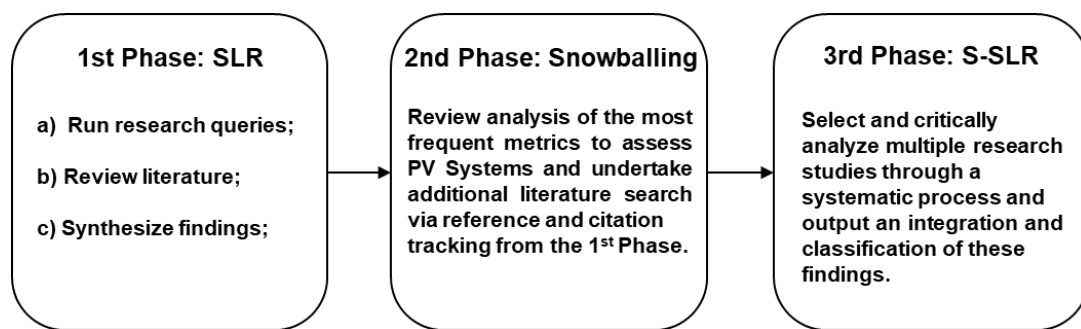 1st Phase: SLR
a) Run research queries;
b) Review literature;
c) Synthesize findings;
2nd Phase: Snowballing
Review analysis of the most
frequent metrics to assess
PV Systems and undertake
additional literature search
via reference and citation
tracking from the 1st Phase.
3rd Phase: S-SLR
Select and critically
analyze multiple research
studies through a
systematic process and
output an integration and
classification of these
findings.